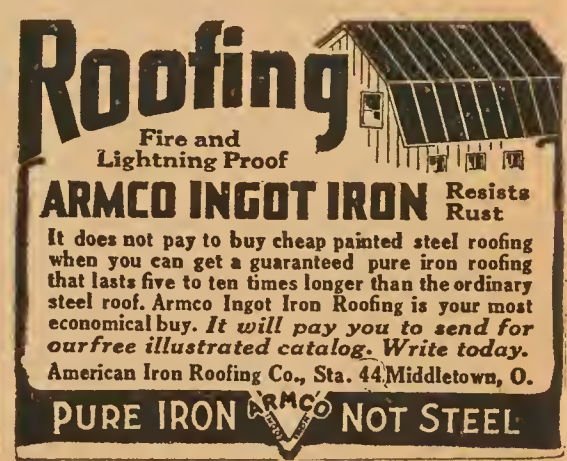 Roofing
Fire and
Lightning Proof
ARMCO INGOT IRON Resists
Rust
It does not pay to buy cheap painted steel roofing
when you can get a guaranteed pure iron roofing
that lasts five to ten times longer than the ordinary
steel roof. Armco Ingot Iron Roofing is your most
economical buy. It will pay you to send for
our free illustrated catalog. Write today.
American Iron Roofing Co., Sta. 44, Middletown, O.
PURE IRON ARMCO NOT STEEL